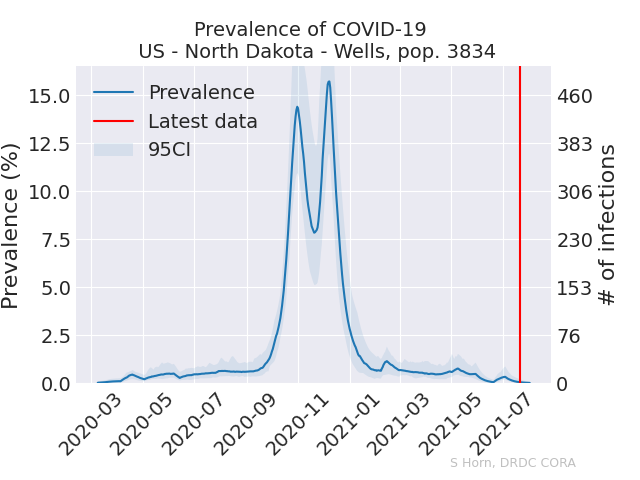 Prevalence of COVID-19
US - North Dakota - Wells, pop. 3834
Prevalence
Latest data
95CI
Prevalence (%)
15.0
12.5
10.0
7.5
5.0
2.5
0.0
460
383
306
230
153
76
0
# of infections
2020-03
2020-05
2020-07
2020-09
2020-11
2021-01
2021-03
2021-05
2021-07
S Horn, DRDC CORA